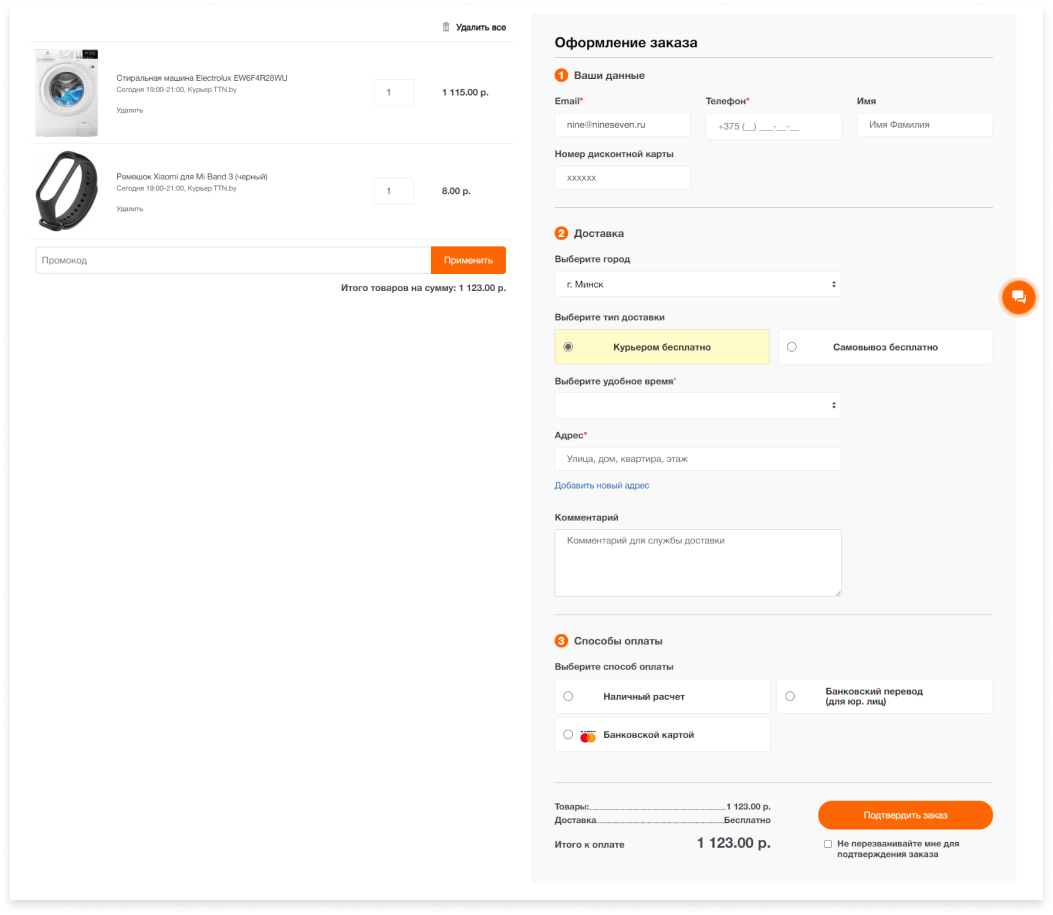 Удалить все
Стиральная машина Electrolux EW6F4R28WU
Сегодня 19:00-21:00, Курьер TTN.by
Удалить
1
1 115.00 р.
Ремешок Xiaomi для Mi Band 3 (черный)
Сегодня 19:00-21:00, Курьер TTN.by
Удалить
1
8.00 р.
Промокод
Применить
Итого товаров на сумму: 1 123.00 р.
Оформление заказа
1 Ваши данные
Email* Телефон* Имя
nine@nineseven.ru +375 (__) ___-__-__ Имя Фамилия
Номер дисконтной карты
xxxxxx
2 Доставка
Выберите город
г. Минск
Выберите тип доставки
Курьером бесплатно Самовывоз бесплатно
Выберите удобное время*
Адрес*
Улица, дом, квартира, этаж
Добавить новый адрес
Комментарий
Комментарий для службы доставки
3 Способы оплаты
Выберите способ оплаты
Наличный расчет
Банковский перевод
(для юр. лиц)
Банковской картой
Товары: 1 123.00 р.
Доставка Бесплатно
Итого к оплате 1 123.00 р.
Подтвердить заказ
Не перезванивайте мне для
подтверждения заказа